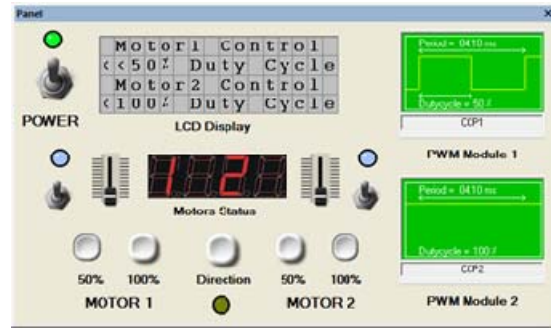 Panel
Motor1 Control
<<50% Duty Cycle
Motor2 Control
<100% Duty Cycle
POWER
LCD Display
Period = 0410 ms
Dutycycle = 50 %
CCP1
PWM Module 1
1 2
Motors Status
Period = 0410 ms
Dutycycle = 100 %
CCP2
PWM Module 2
50% 100% Direction 50% 100%
MOTOR 1 MOTOR 2